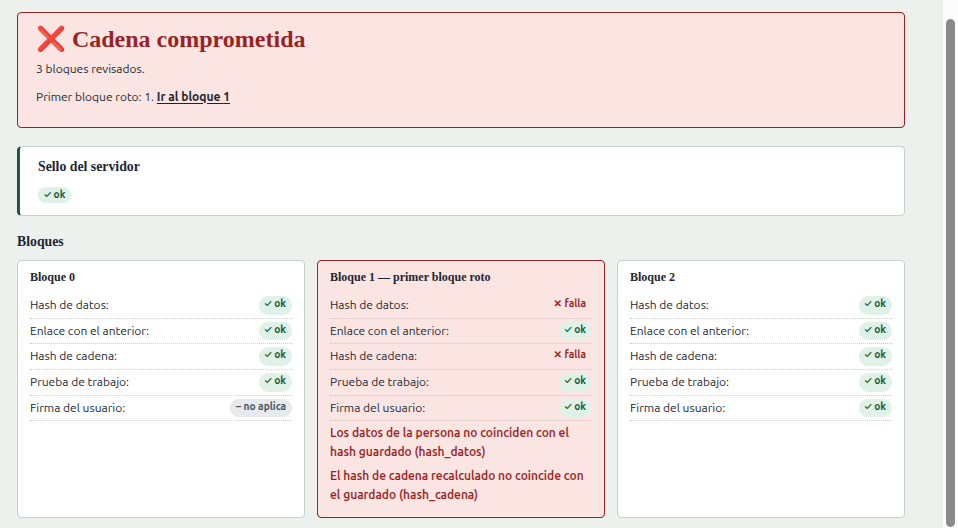 ❌ Cadena comprometida
3 bloques revisados.
Primer bloque roto: 1. Ir al bloque 1
Sello del servidor
✓ ok
Bloques
Bloque 0
Hash de datos: ✓ ok
Enlace con el anterior: ✓ ok
Hash de cadena: ✓ ok
Prueba de trabajo: ✓ ok
Firma del usuario: – no aplica
Bloque 1 — primer bloque roto
Hash de datos: ✕ falla
Enlace con el anterior: ✓ ok
Hash de cadena: ✕ falla
Prueba de trabajo: ✓ ok
Firma del usuario: ✓ ok
Los datos de la persona no coinciden con el
hash guardado (hash_datos)
El hash de cadena recalculado no coincide con
el guardado (hash_cadena)
Bloque 2
Hash de datos: ✓ ok
Enlace con el anterior: ✓ ok
Hash de cadena: ✓ ok
Prueba de trabajo: ✓ ok
Firma del usuario: ✓ ok